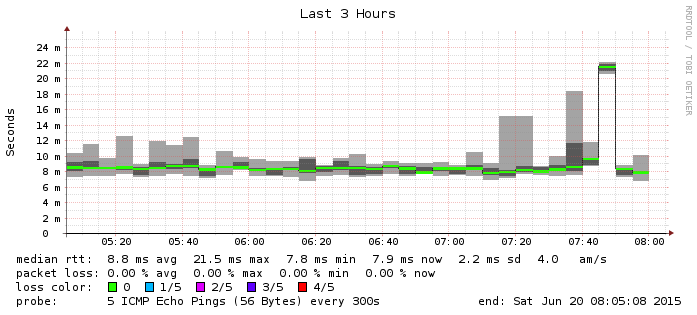 Last 3 Hours
RRDTOOL / TOBI OETIKER
Seconds
24 m
22 m
20 m
18 m
16 m
14 m
12 m
10 m
8 m
6 m
4 m
2 m
0
05:20 05:40 06:00 06:20 06:40 07:00 07:20 07:40 08:00
median rtt: 8.8 ms avg 21.5 ms max 7.8 ms min 7.9 ms now 2.2 ms sd 4.0 am/s
packet loss: 0.00 % avg 0.00 % max 0.00 % min 0.00 % now
loss color: 0 1/5 2/5 3/5 4/5
probe: 5 ICMP Echo Pings (56 Bytes) every 300s end: Sat Jun 20 08:05:08 2015